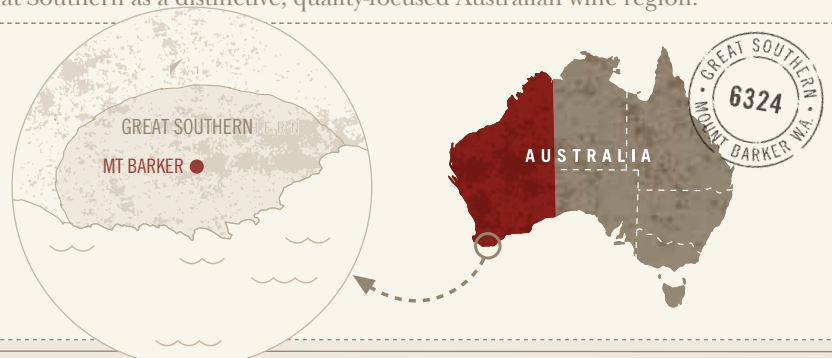 at Southern as a distinctive, quality-focused Australian wine region.
GREAT SOUTHERN
MT BARKER
AUSTRALIA
GREAT SOUTHERN
6324
MOUNT BARKER W.A.